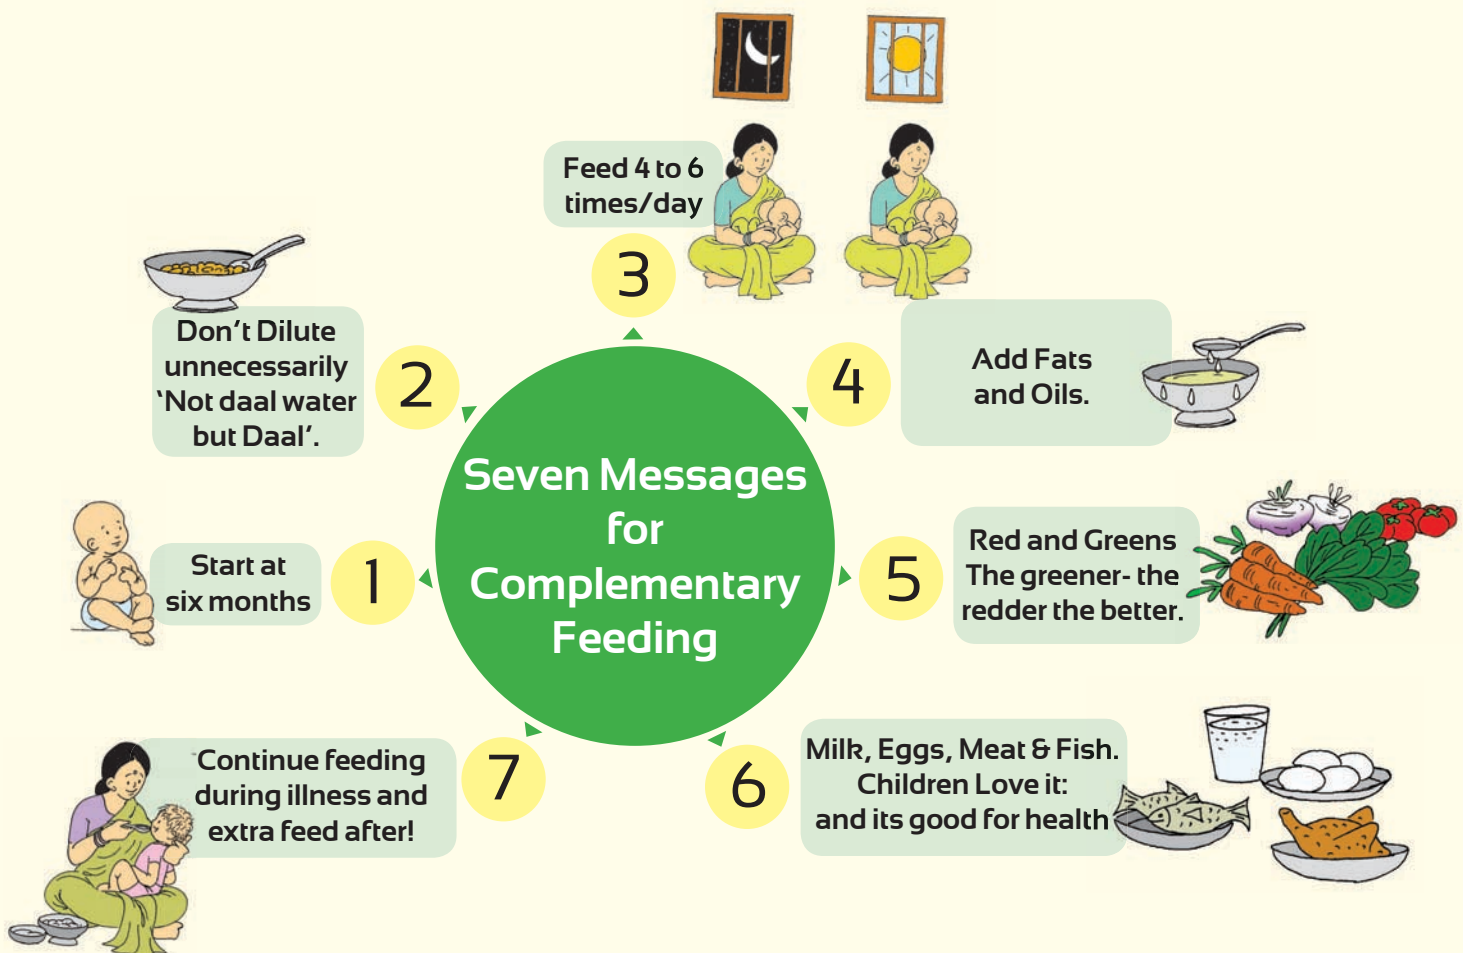 Seven Messages
for
Complementary
Feeding
1
Start at
six months
2
Don't Dilute
unnecessarily
'Not daal water
but Daal'.
3
Feed 4 to 6
times/day
4
Add Fats
and Oils.
5
Red and Greens
The greener- the
redder the better.
6
Milk, Eggs, Meat & Fish.
Children Love it:
and its good for health
7
Continue feeding
during illness and
extra feed after!